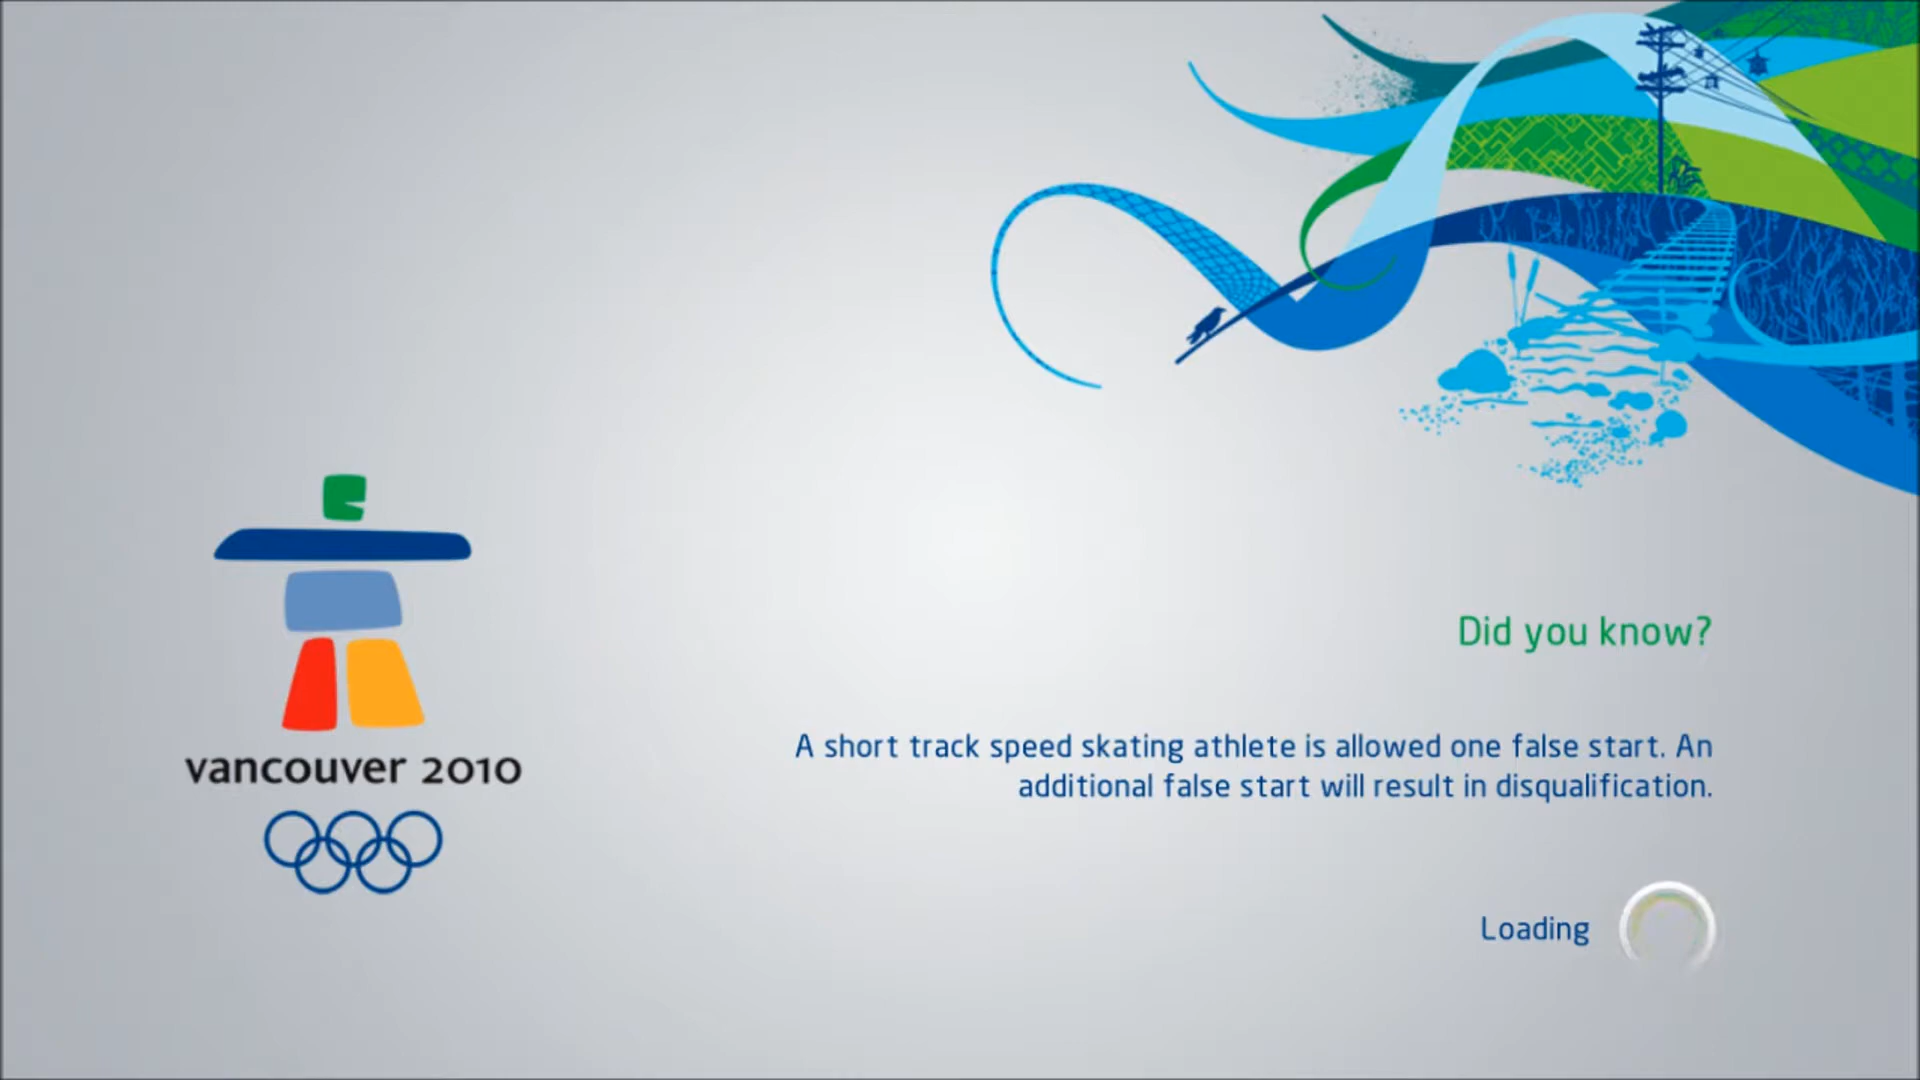 vancouver 2010
Did you know?
A short track speed skating athlete is allowed one false start. An
additional false start will result in disqualification.
Loading